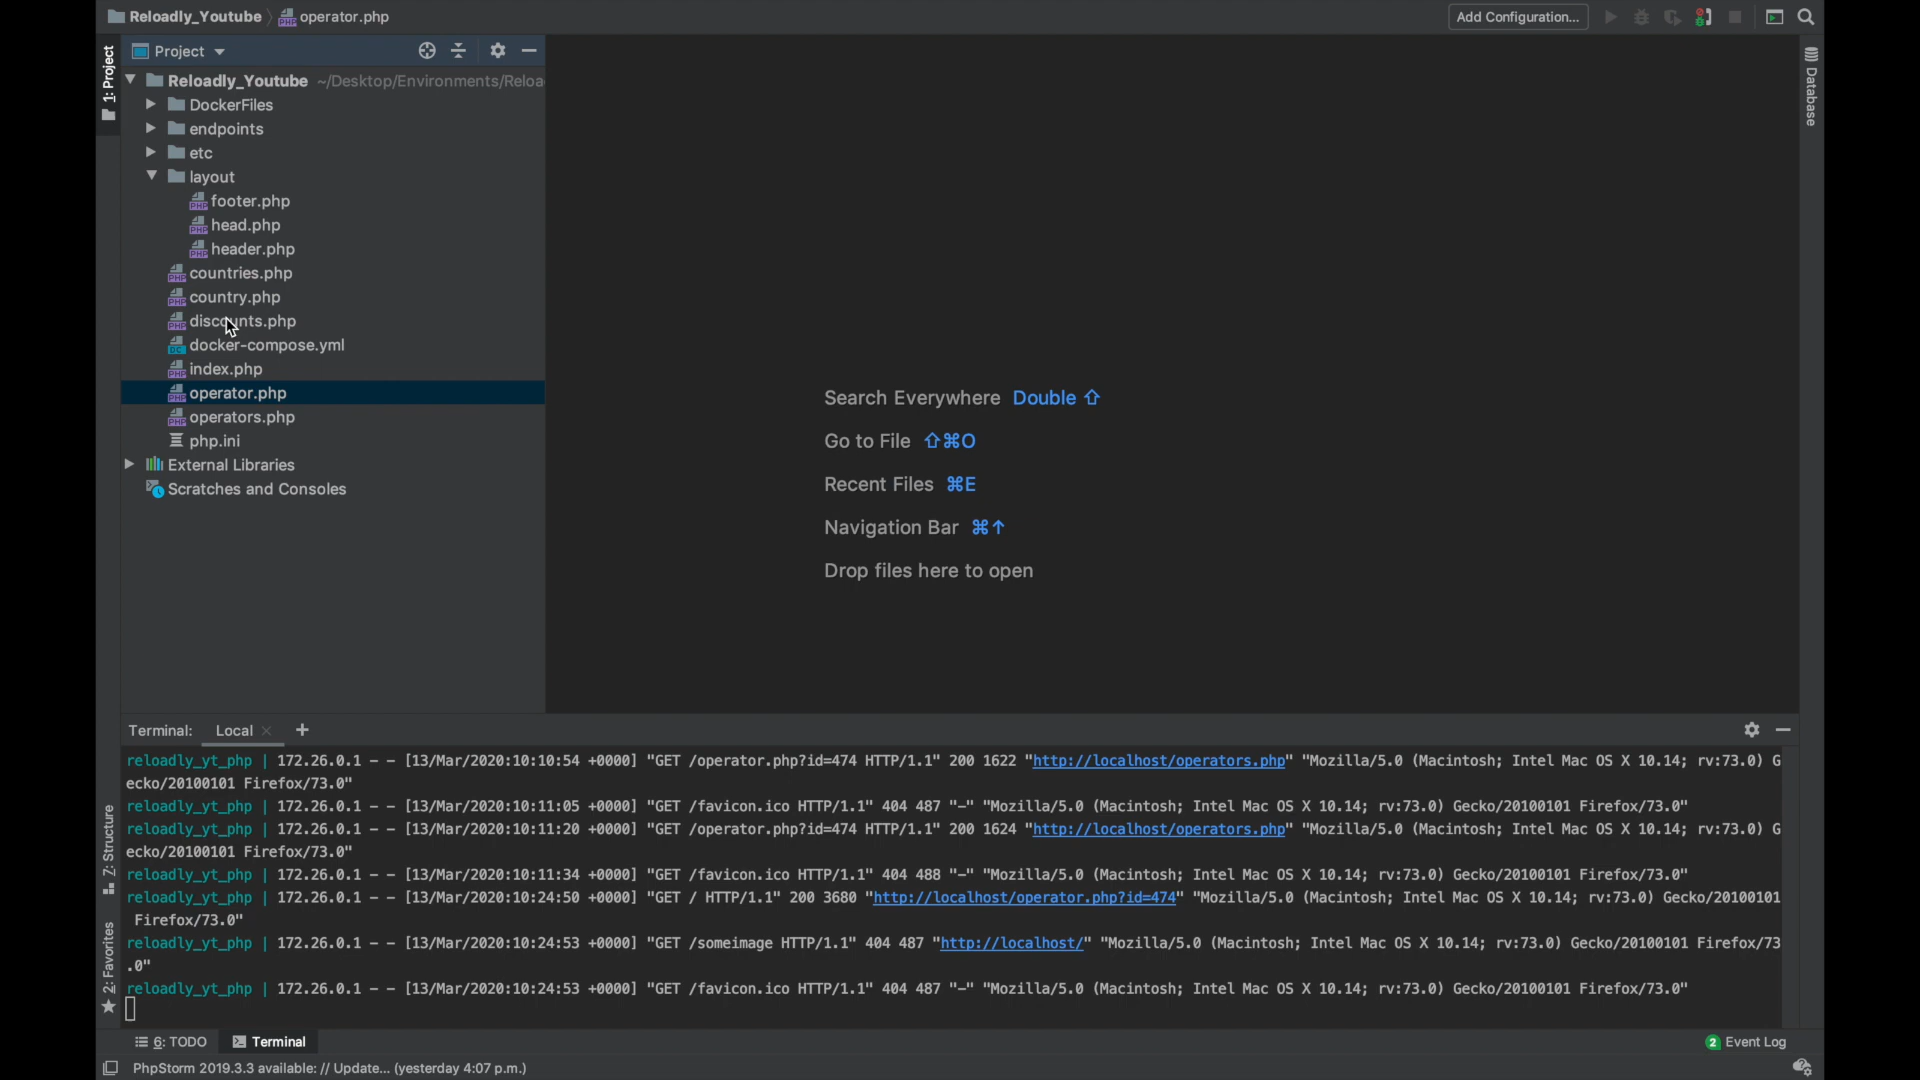 Reloadly_Youtube operator.php
Add Configuration...
1: Project
Project
Reloadly_Youtube ~/Desktop/Environments/Reloa
DockerFiles
endpoints
etc
layout
footer.php
head.php
header.php
countries.php
country.php
discounts.php
docker-compose.yml
index.php
operator.php
operators.php
php.ini
External Libraries
Scratches and Consoles
Database
Search Everywhere Double ⇧
Go to File ⇧⌘O
Recent Files ⌘E
Navigation Bar ⌘↑
Drop files here to open
Terminal: Local × +
reloadly_yt_php | 172.26.0.1 - - [13/Mar/2020:10:10:54 +0000] "GET /operator.php?id=474 HTTP/1.1" 200 1622 "http://localhost/operators.php" "Mozilla/5.0 (Macintosh; Intel Mac OS X 10.14; rv:73.0) G
ecko/20100101 Firefox/73.0"
reloadly_yt_php | 172.26.0.1 - - [13/Mar/2020:10:11:05 +0000] "GET /favicon.ico HTTP/1.1" 404 487 "-" "Mozilla/5.0 (Macintosh; Intel Mac OS X 10.14; rv:73.0) Gecko/20100101 Firefox/73.0"
reloadly_yt_php | 172.26.0.1 - - [13/Mar/2020:10:11:20 +0000] "GET /operator.php?id=474 HTTP/1.1" 200 1624 "http://localhost/operators.php" "Mozilla/5.0 (Macintosh; Intel Mac OS X 10.14; rv:73.0) G
ecko/20100101 Firefox/73.0"
reloadly_yt_php | 172.26.0.1 - - [13/Mar/2020:10:11:34 +0000] "GET /favicon.ico HTTP/1.1" 404 488 "-" "Mozilla/5.0 (Macintosh; Intel Mac OS X 10.14; rv:73.0) Gecko/20100101 Firefox/73.0"
reloadly_yt_php | 172.26.0.1 - - [13/Mar/2020:10:24:50 +0000] "GET / HTTP/1.1" 200 3680 "http://localhost/operator.php?id=474" "Mozilla/5.0 (Macintosh; Intel Mac OS X 10.14; rv:73.0) Gecko/20100101
Firefox/73.0"
reloadly_yt_php | 172.26.0.1 - - [13/Mar/2020:10:24:53 +0000] "GET /someimage HTTP/1.1" 404 487 "http://localhost/" "Mozilla/5.0 (Macintosh; Intel Mac OS X 10.14; rv:73.0) Gecko/20100101 Firefox/73
.0"
reloadly_yt_php | 172.26.0.1 - - [13/Mar/2020:10:24:53 +0000] "GET /favicon.ico HTTP/1.1" 404 487 "-" "Mozilla/5.0 (Macintosh; Intel Mac OS X 10.14; rv:73.0) Gecko/20100101 Firefox/73.0"
Z: Structure
2: Favorites
6: TODO Terminal
2 Event Log
PhpStorm 2019.3.3 available: // Update... (yesterday 4:07 p.m.)